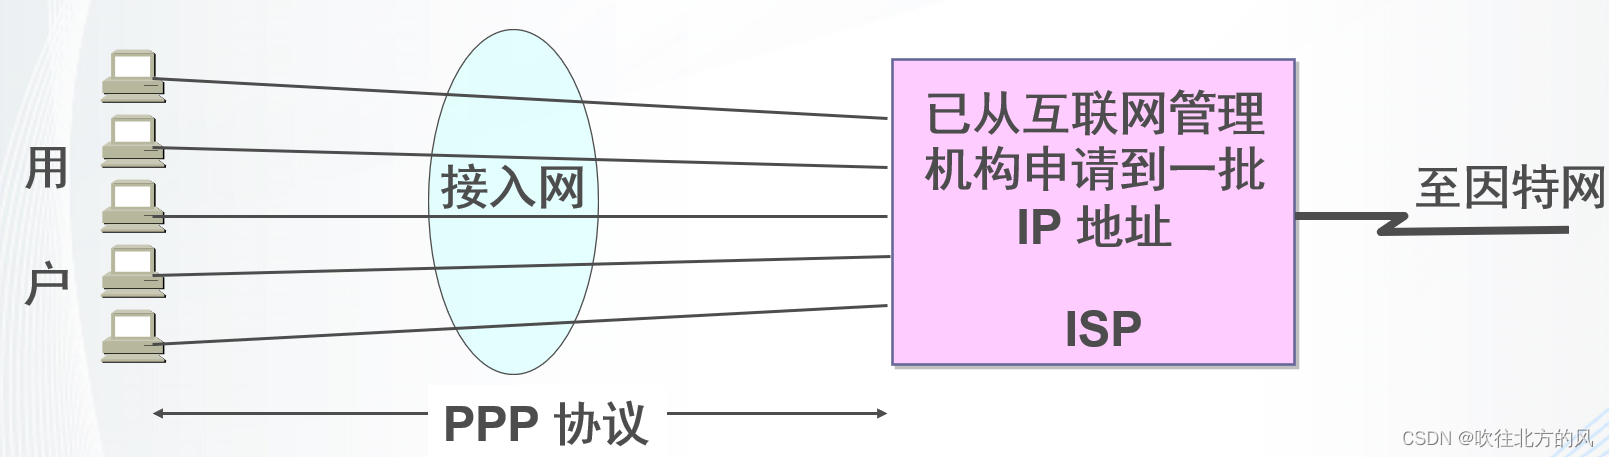 用
户
接入网
已从互联网管理
机构申请到一批
IP 地址
ISP
至因特网
PPP 协议
CSDN @吹往北方的风